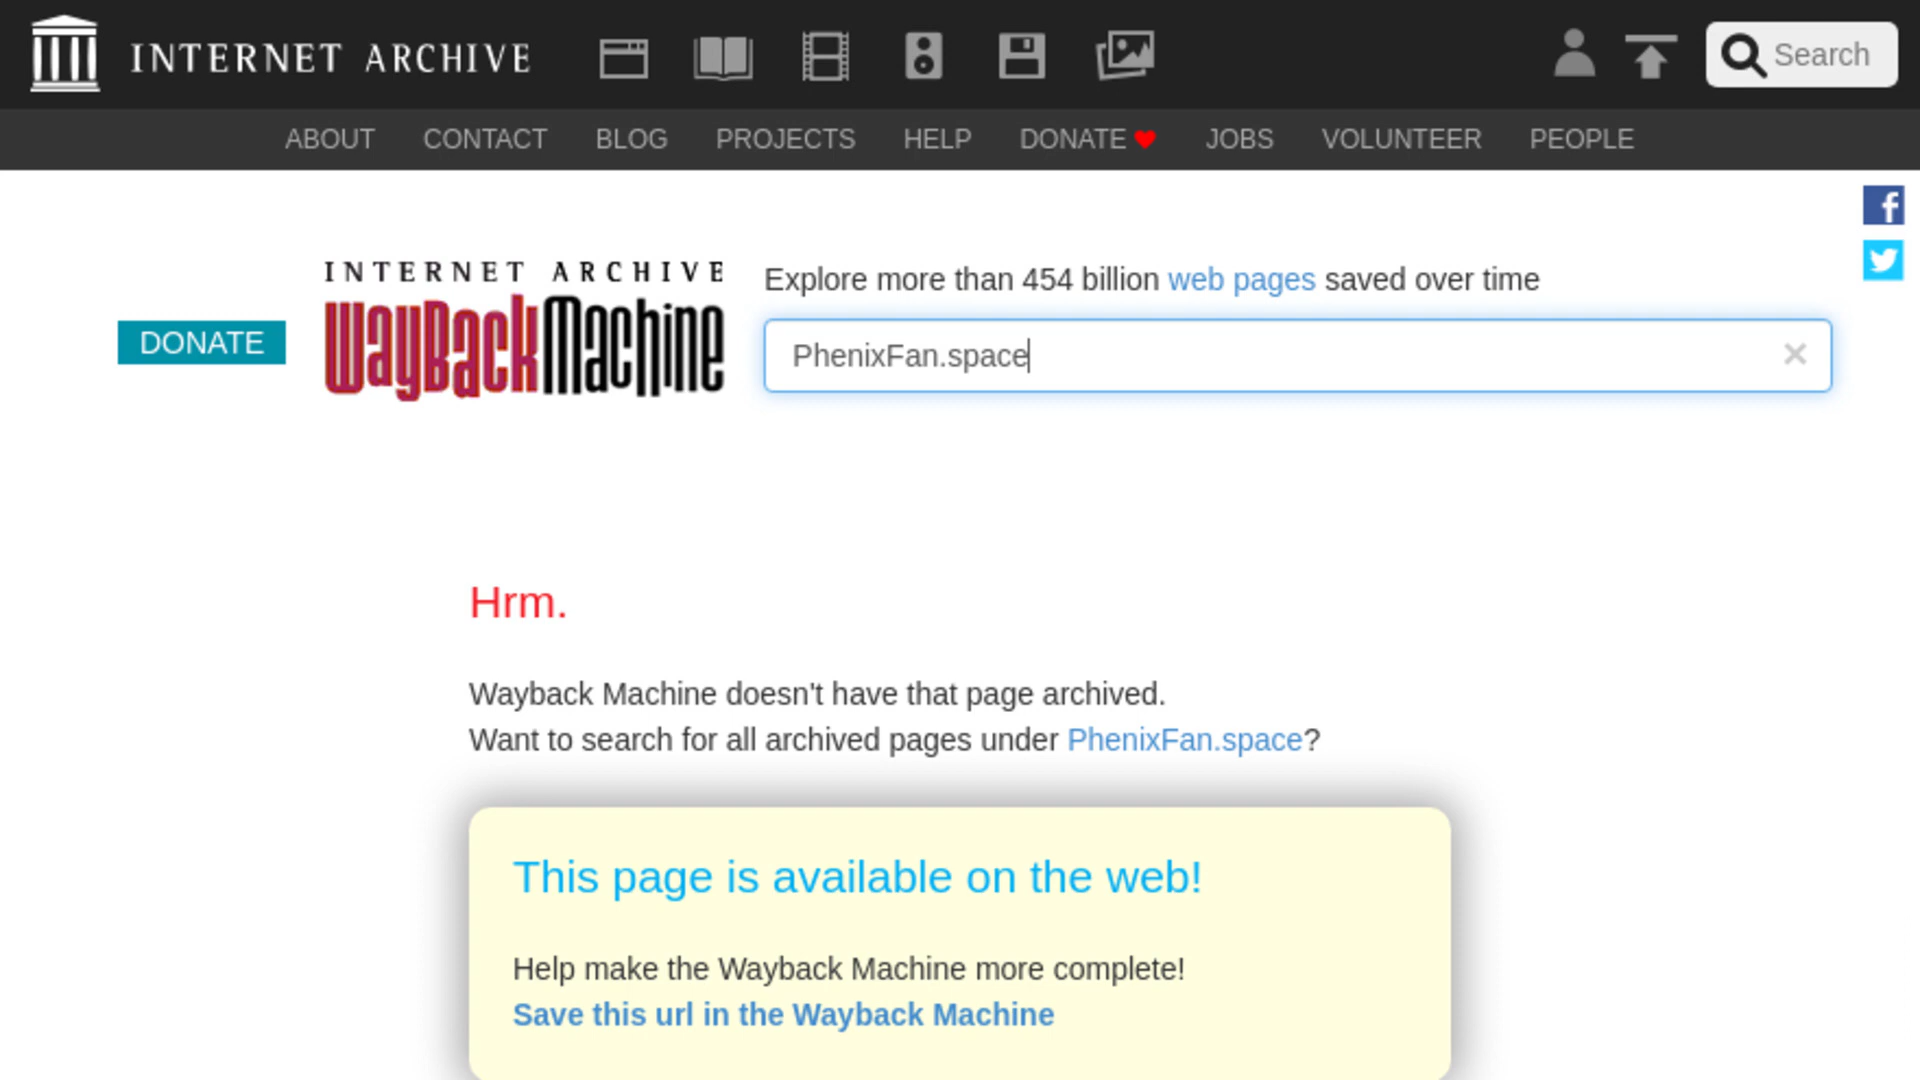 INTERNET ARCHIVE
Search
ABOUT CONTACT BLOG PROJECTS HELP DONATE JOBS VOLUNTEER PEOPLE
DONATE
INTERNET ARCHIVE
WayBackMachine
Explore more than 454 billion web pages saved over time
PhenixFan.space
Hrm.
Wayback Machine doesn't have that page archived.
Want to search for all archived pages under PhenixFan.space?
This page is available on the web!
Help make the Wayback Machine more complete!
Save this url in the Wayback Machine